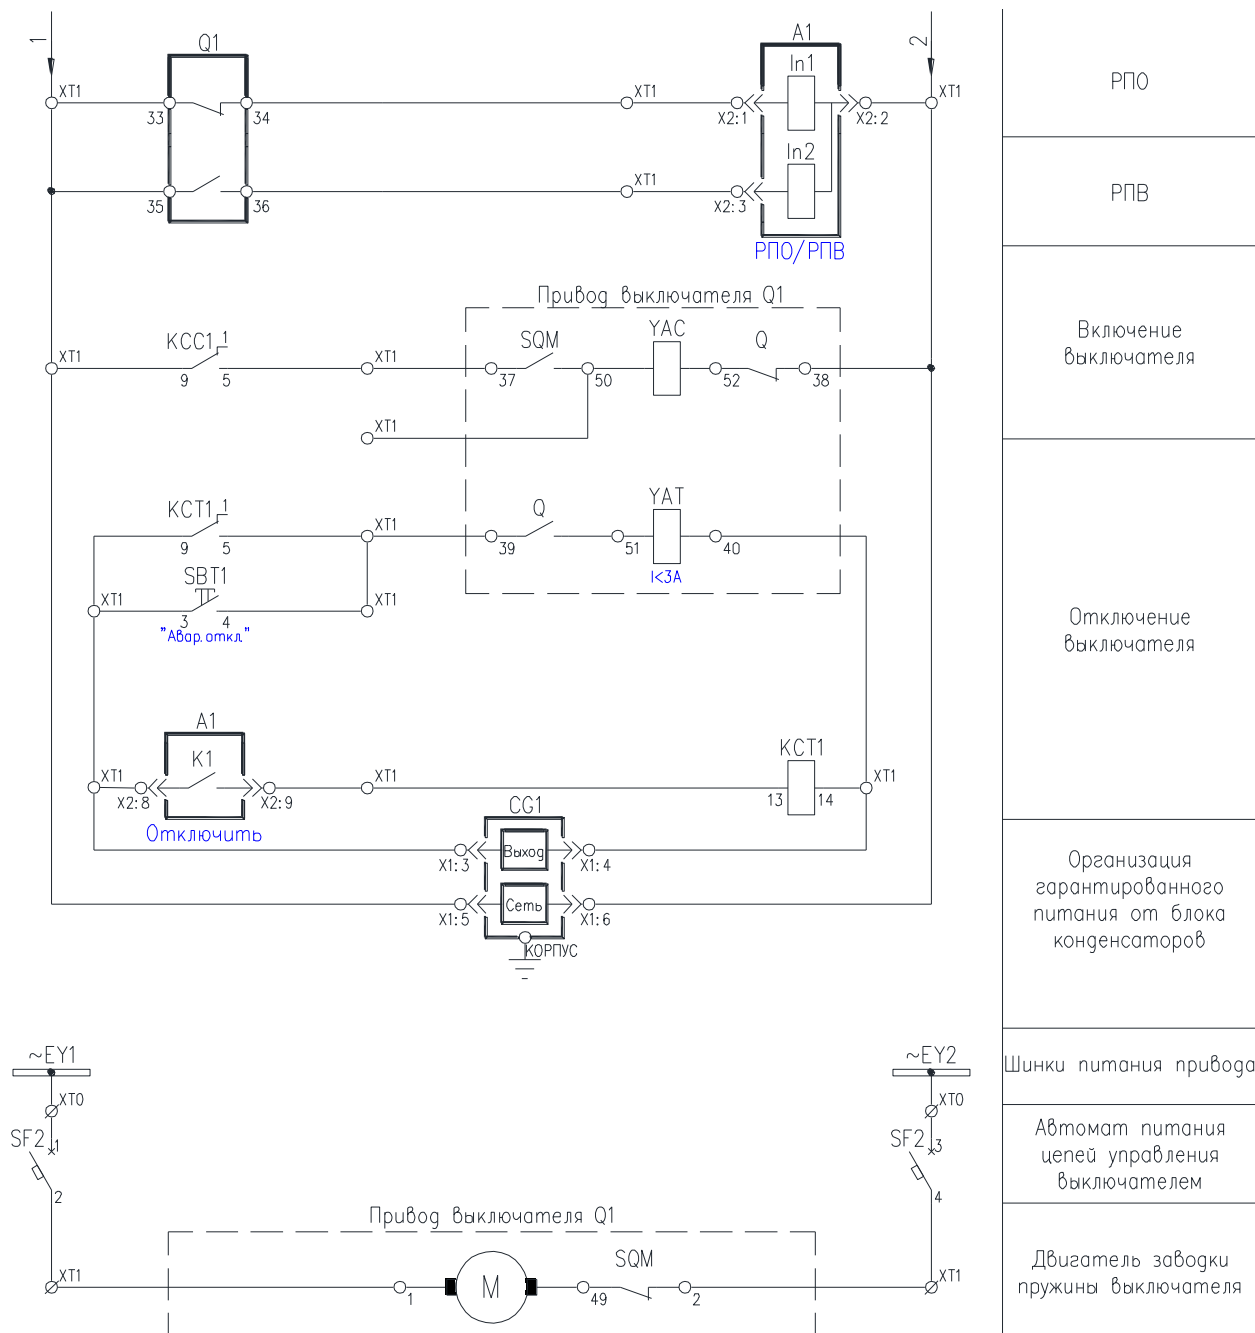 1
2
Q1
A1
In1
XT1
33
34
XT1
X2:1
X2:2
XT1
РПО
In2
35
36
XT1
X2:3
РПВ
РПО/РПВ
Привод выключателя Q1
KCC1
1
SQM
YAC
Q
XT1
9
5
XT1
37
50
52
38
Включение
выключателя
XT1
KCT1
1
Q
YAT
9
5
XT1
39
51
40
I<3A
SBT1
XT1
3
4
XT1
"Авар.откл."
Отключение
выключателя
A1
K1
KCT1
XT1
X2:8
X2:9
XT1
13
14
XT1
Отключить
CG1
X1:3
Выход
X1:4
X1:5
Сеть
X1:6
КОРПУС
Организация
гарантированного
питания от блока
конденсаторов
~EY1
~EY2
Шинки питания привода
XT0
XT0
SF2
1
2
SF2
3
4
Автомат питания
цепей управления
выключателем
Привод выключателя Q1
XT1
1
M
49
SQM
2
XT1
Двигатель заводки
пружины выключателя